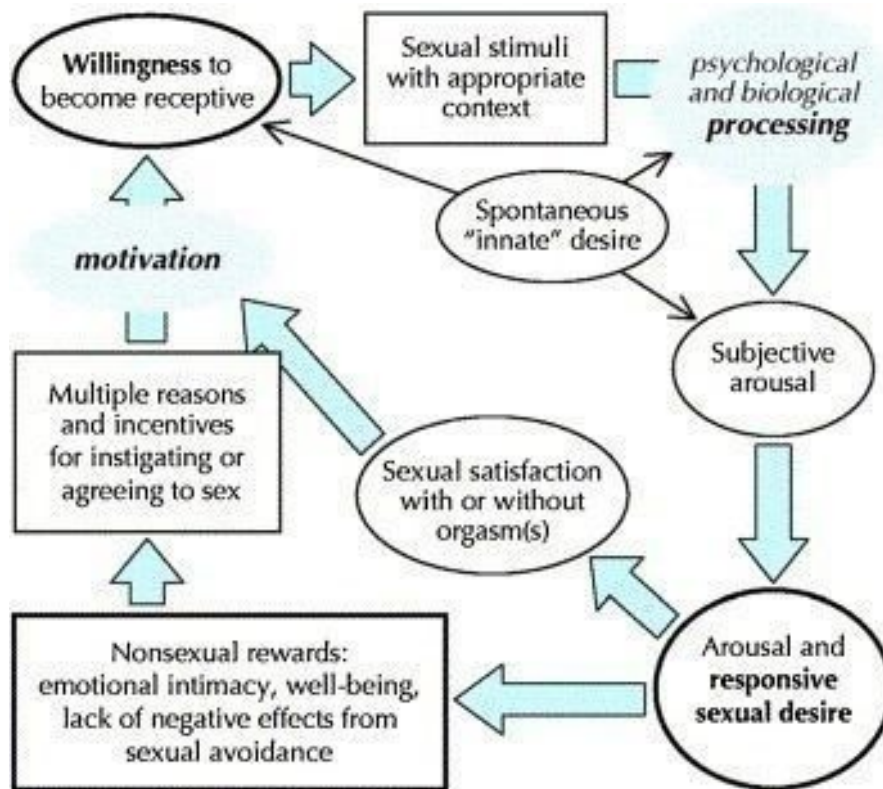 Willingness to
become receptive
Sexual stimuli
with appropriate
context
psychological
and biological
processing
Spontaneous
“innate” desire
motivation
Subjective
arousal
Multiple reasons
and incentives
for instigating or
agreeing to sex
Sexual satisfaction
with or without
orgasm(s)
Nonsexual rewards:
emotional intimacy, well-being,
lack of negative effects from
sexual avoidance
Arousal and
responsive
sexual desire